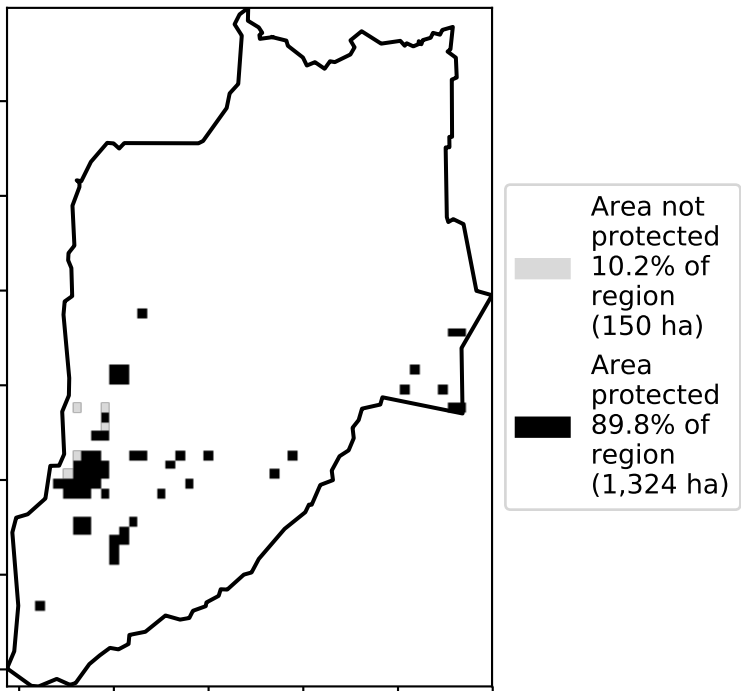 Area not
protected
10.2% of
region
(150 ha)
Area
protected
89.8% of
region
(1,324 ha)